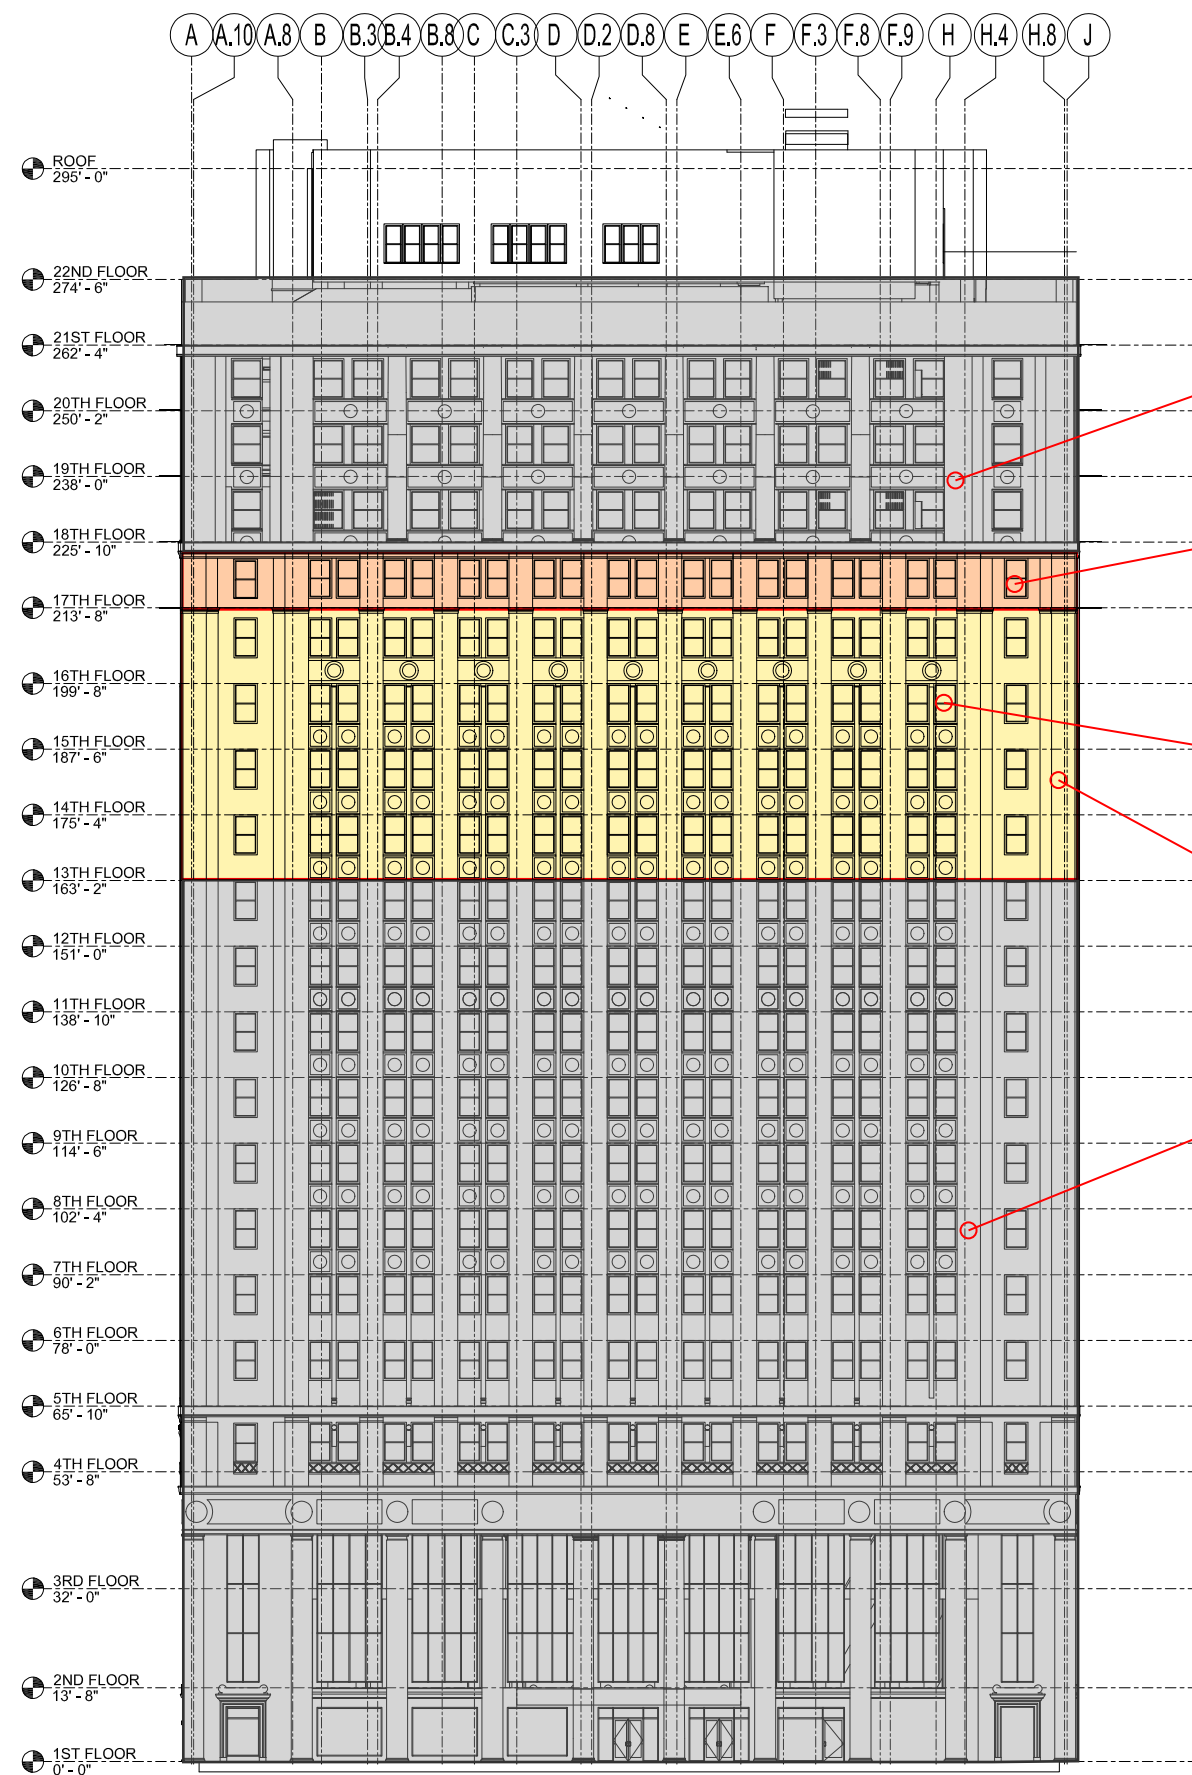 A A.10 A.8 B B.3 B.4 B.8 C C.3 D D.2 D.8 E E.6 F F.3 F.8 F.9 H H.4 H.8 J
ROOF
295' - 0"
22ND FLOOR
274' - 6"
21ST FLOOR
262' - 4"
20TH FLOOR
250' - 2"
19TH FLOOR
238' - 0"
18TH FLOOR
225' - 10"
17TH FLOOR
213' - 8"
16TH FLOOR
199' - 8"
15TH FLOOR
187' - 6"
14TH FLOOR
175' - 4"
13TH FLOOR
163' - 2"
12TH FLOOR
151' - 0"
11TH FLOOR
138' - 10"
10TH FLOOR
126' - 8"
9TH FLOOR
114' - 6"
8TH FLOOR
102' - 4"
7TH FLOOR
90' - 2"
6TH FLOOR
78' - 0"
5TH FLOOR
65' - 10"
4TH FLOOR
53' - 8"
3RD FLOOR
32' - 0"
2ND FLOOR
13' - 8"
1ST FLOOR
0' - 0"